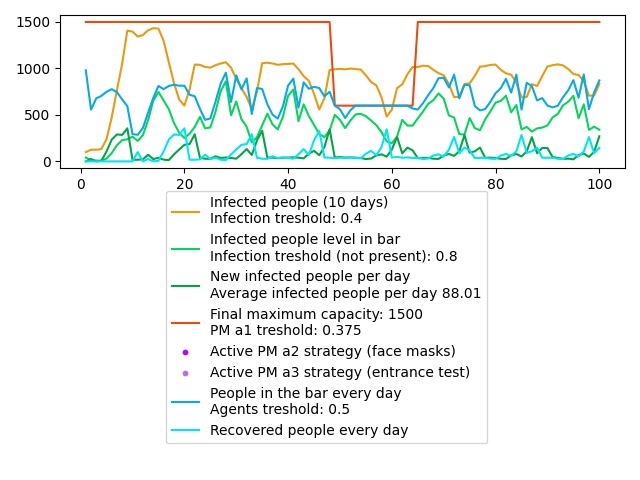 1500
1000
500
0
0
20
40
60
80
100
Infected people (10 days)
Infection treshold: 0.4
Infected people level in bar
Infection treshold (not present): 0.8
New infected people per day
Average infected people per day 88.01
Final maximum capacity: 1500
PM a1 treshold: 0.375
Active PM a2 strategy (face masks)
Active PM a3 strategy (entrance test)
People in the bar every day
Agents treshold: 0.5
Recovered people every day